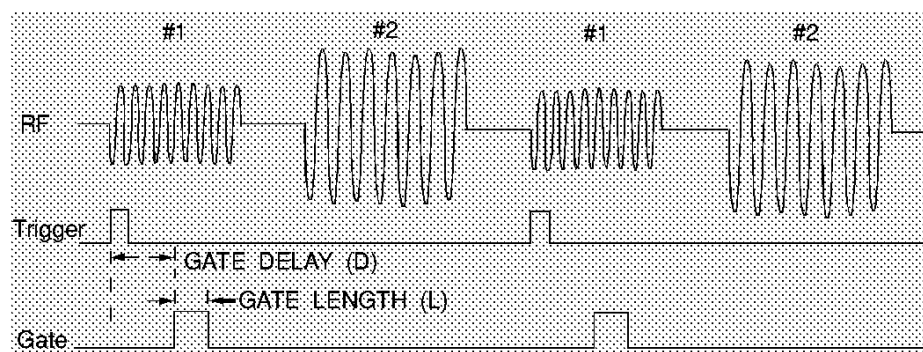 #1 #2 #1 #2
RF
Trigger
GATE DELAY (D)
GATE LENGTH (L)
Gate